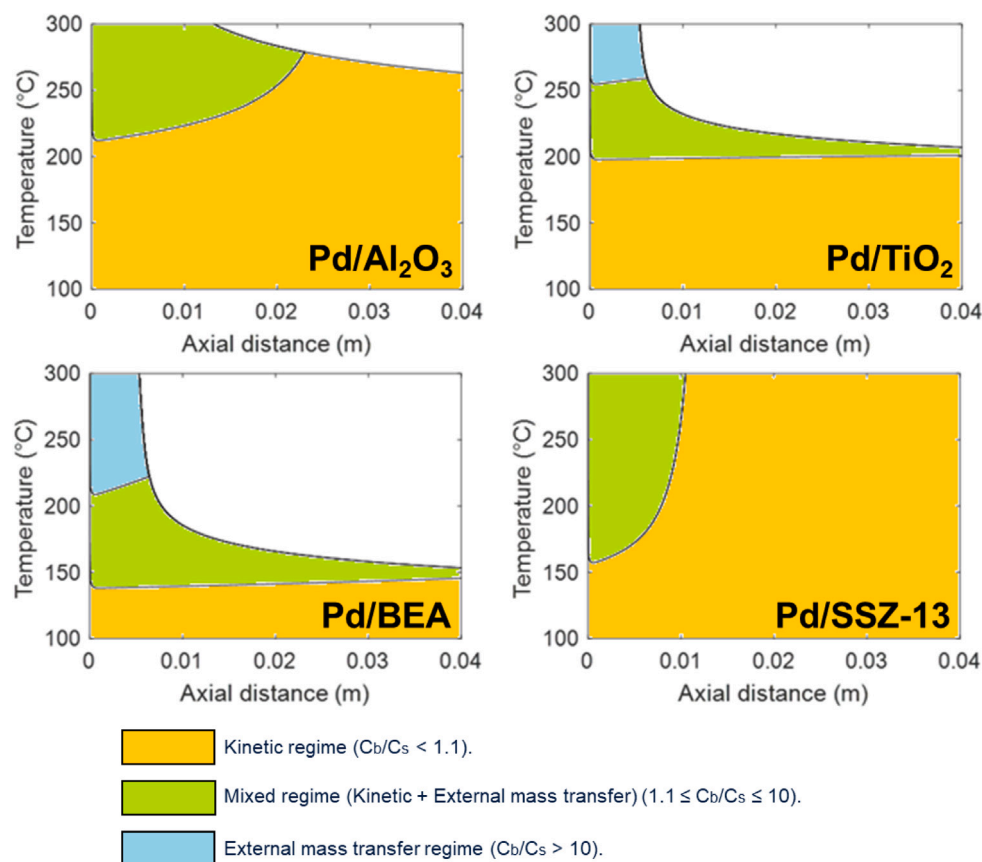 300
250
200
150
100
Temperature (°C)
Pd/Al₂O₃
0 0.01 0.02 0.03 0.04
Axial distance (m)
300
250
200
150
100
Temperature (°C)
Pd/TiO₂
0 0.01 0.02 0.03 0.04
Axial distance (m)
300
250
200
150
100
Temperature (°C)
Pd/BEA
0 0.01 0.02 0.03 0.04
Axial distance (m)
300
250
200
150
100
Temperature (°C)
Pd/SSZ-13
0 0.01 0.02 0.03 0.04
Axial distance (m)
Kinetic regime (Cb/Cs < 1.1).
Mixed regime (Kinetic + External mass transfer) (1.1 ≤ Cb/Cs ≤ 10).
External mass transfer regime (Cb/Cs > 10).